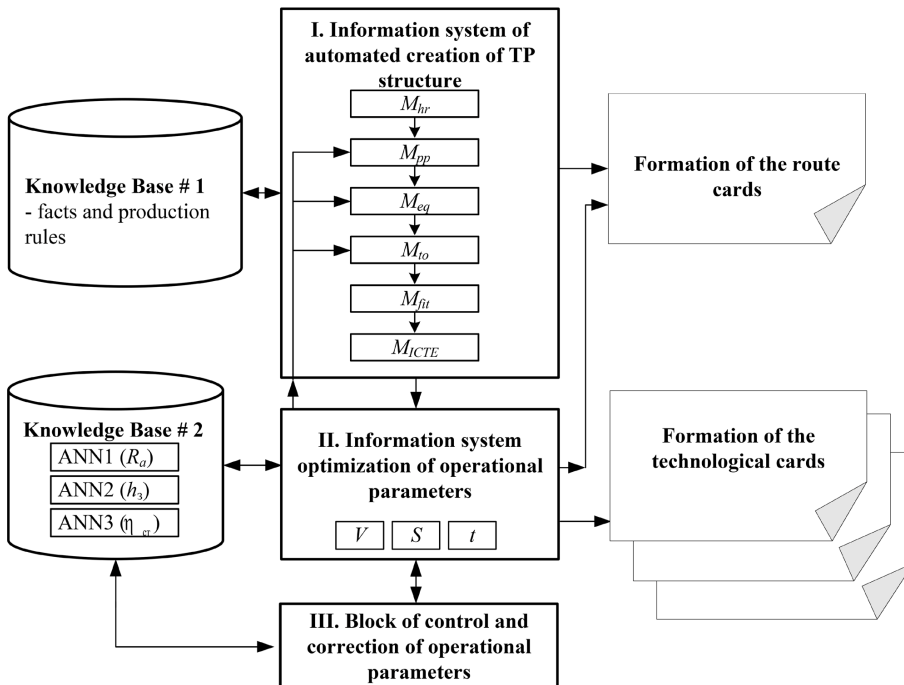 I. Information system of
automated creation of TP
structure
M_hr
M_pp
M_eq
M_to
M_fit
M_ICTE
Knowledge Base # 1
- facts and production
rules
Formation of the route
cards
Knowledge Base # 2
ANN1 (R_a)
ANN2 (h_3)
ANN3 (η_cт)
II. Information system
optimization of operational
parameters
V S t
Formation of the
technological cards
III. Block of control and
correction of operational
parameters